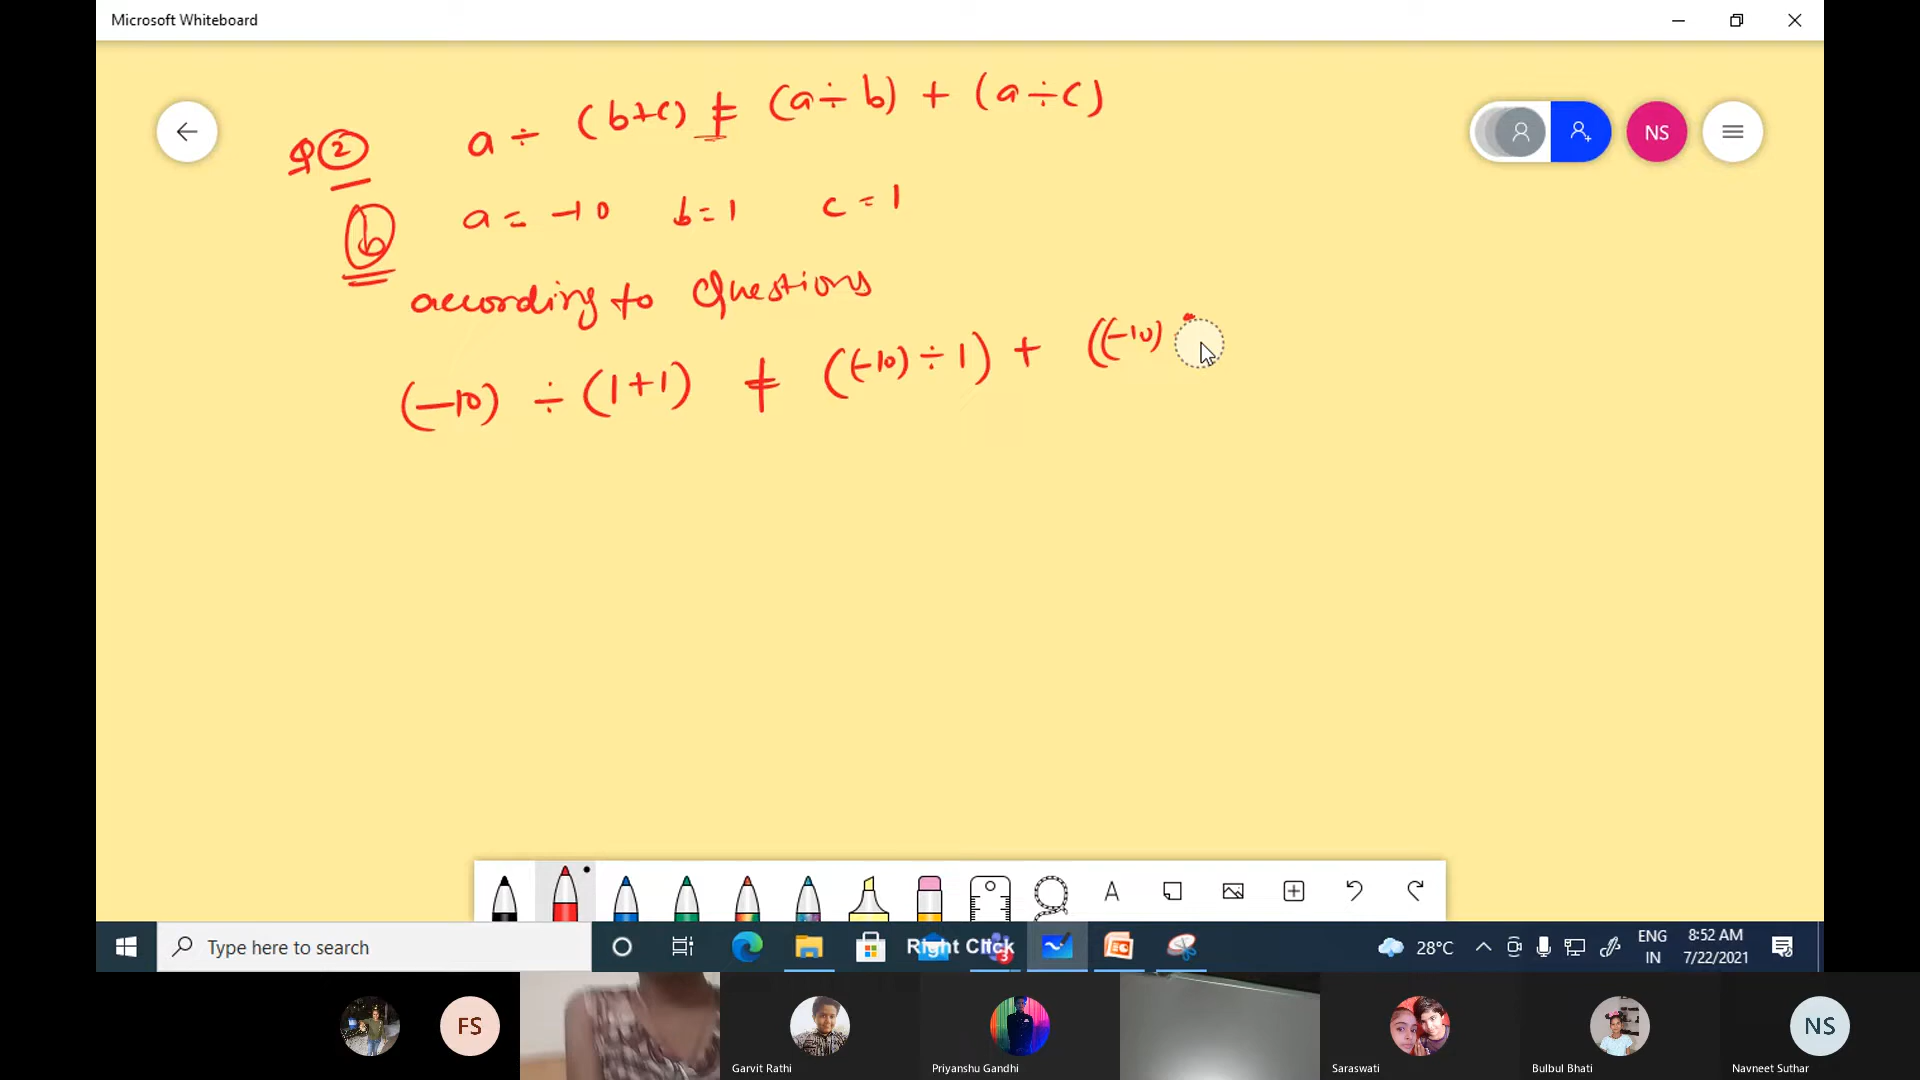 Microsoft Whiteboard
Q2 a ÷ (b+c) ≠ (a÷b) + (a÷c)
NS
b a = -10 b=1 c = 1
according to Questions
(-10) ÷ (1+1) ≠ ((-10) ÷ 1) + ((-10)
A
Type here to search
Right Click
3
28°C
ENG
IN
8:52 AM
7/22/2021
FS
NS
Garvit Rathi
Priyanshu Gandhi
Saraswati
Bulbul Bhati
Navneet Suthar